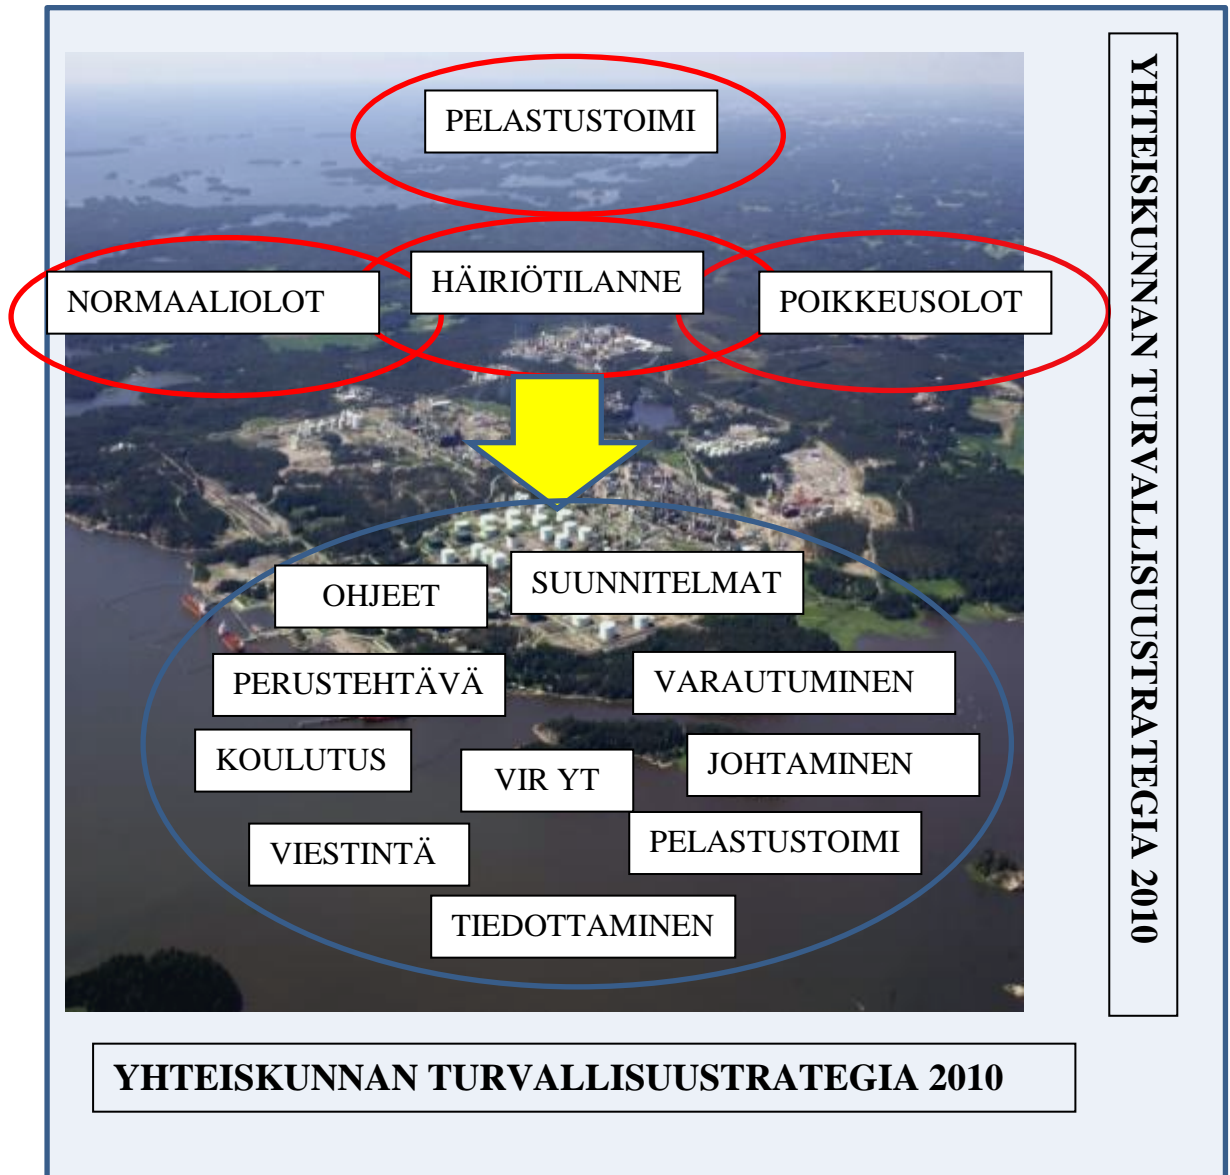 PELASTUSTOIMI
NORMAALIOLOT
HÄIRIÖTILANNE
POIKKEUSOLOT
OHJEET
SUUNNITELMAT
PERUSTEHTÄVÄ
VARAUTUMINEN
KOULUTUS
VIR YT
JOHTAMINEN
VIESTINTÄ
PELASTUSTOIMI
TIEDOTTAMINEN
YHTEISKUNNAN TURVALLISUUSTRATEGIA 2010
YHTEISKUNNAN TURVALLISUUSTRATEGIA 2010